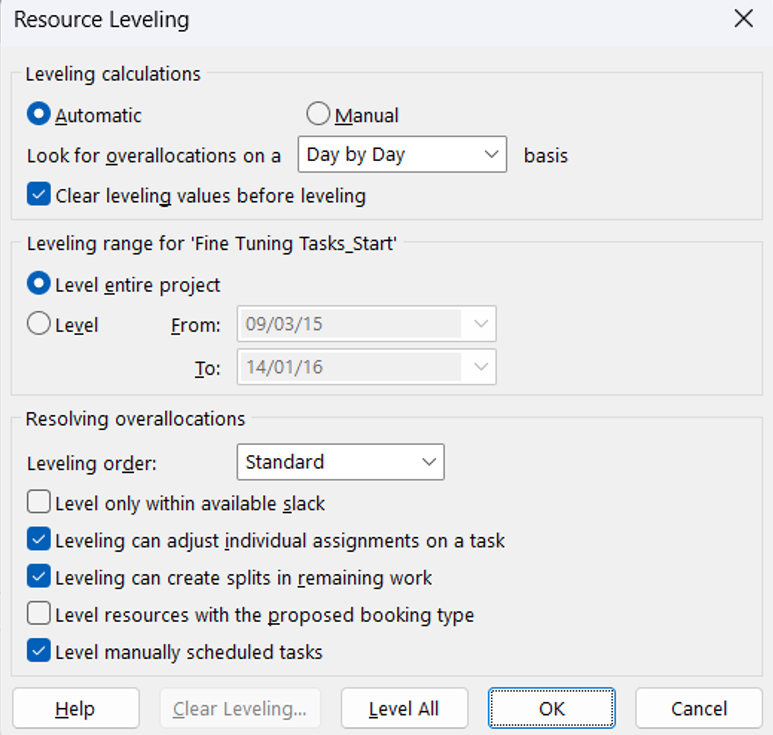 Resource Leveling
Leveling calculations
Automatic Manual
Look for overallocations on a Day by Day basis
Clear leveling values before leveling
Leveling range for 'Fine Tuning Tasks_Start'
Level entire project
Level From: 09/03/15
To: 14/01/16
Resolving overallocations
Leveling order: Standard
Level only within available slack
Leveling can adjust individual assignments on a task
Leveling can create splits in remaining work
Level resources with the proposed booking type
Level manually scheduled tasks
Help Clear Leveling... Level All OK Cancel